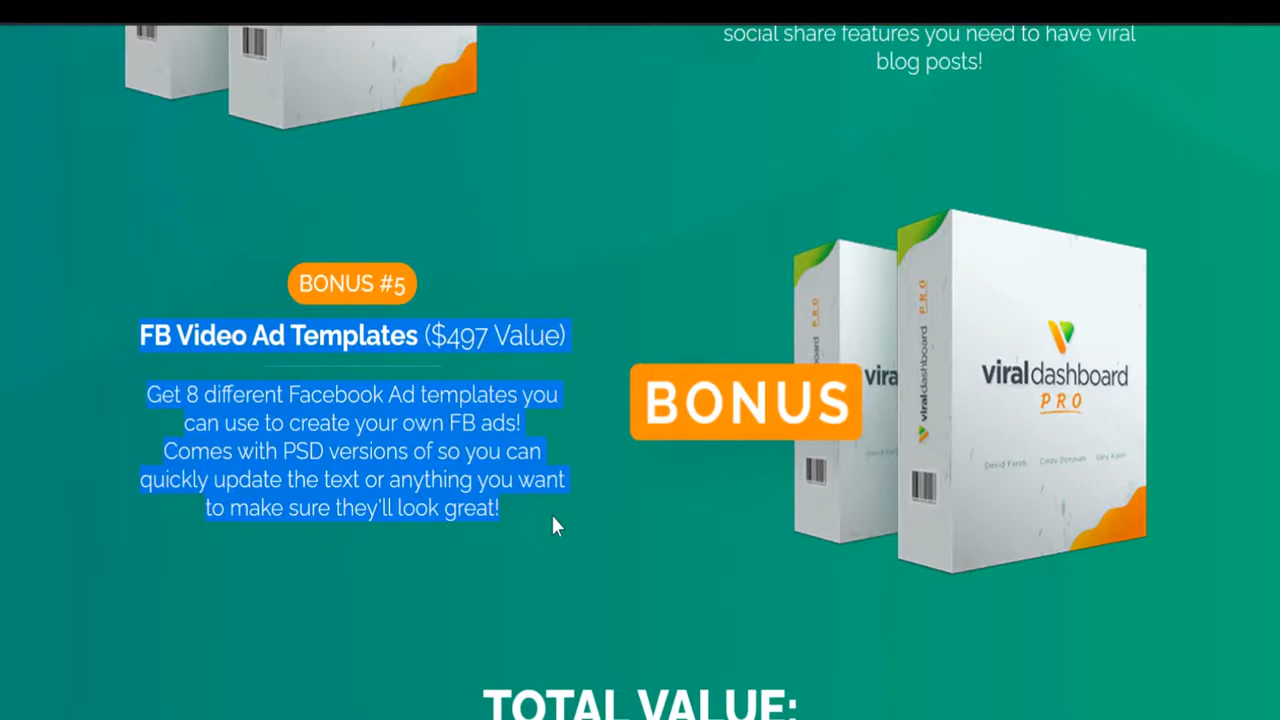 social share features you need to have viral
blog posts!
BONUS #5
FB Video Ad Templates ($497 Value)
Get 8 different Facebook Ad templates you
can use to create your own FB ads!
Comes with PSD versions of so you can
quickly update the text or anything you want
to make sure they'll look great!
BONUS
viraldashboard
PRO
viraldashboard PRO
TOTAL VALUE: